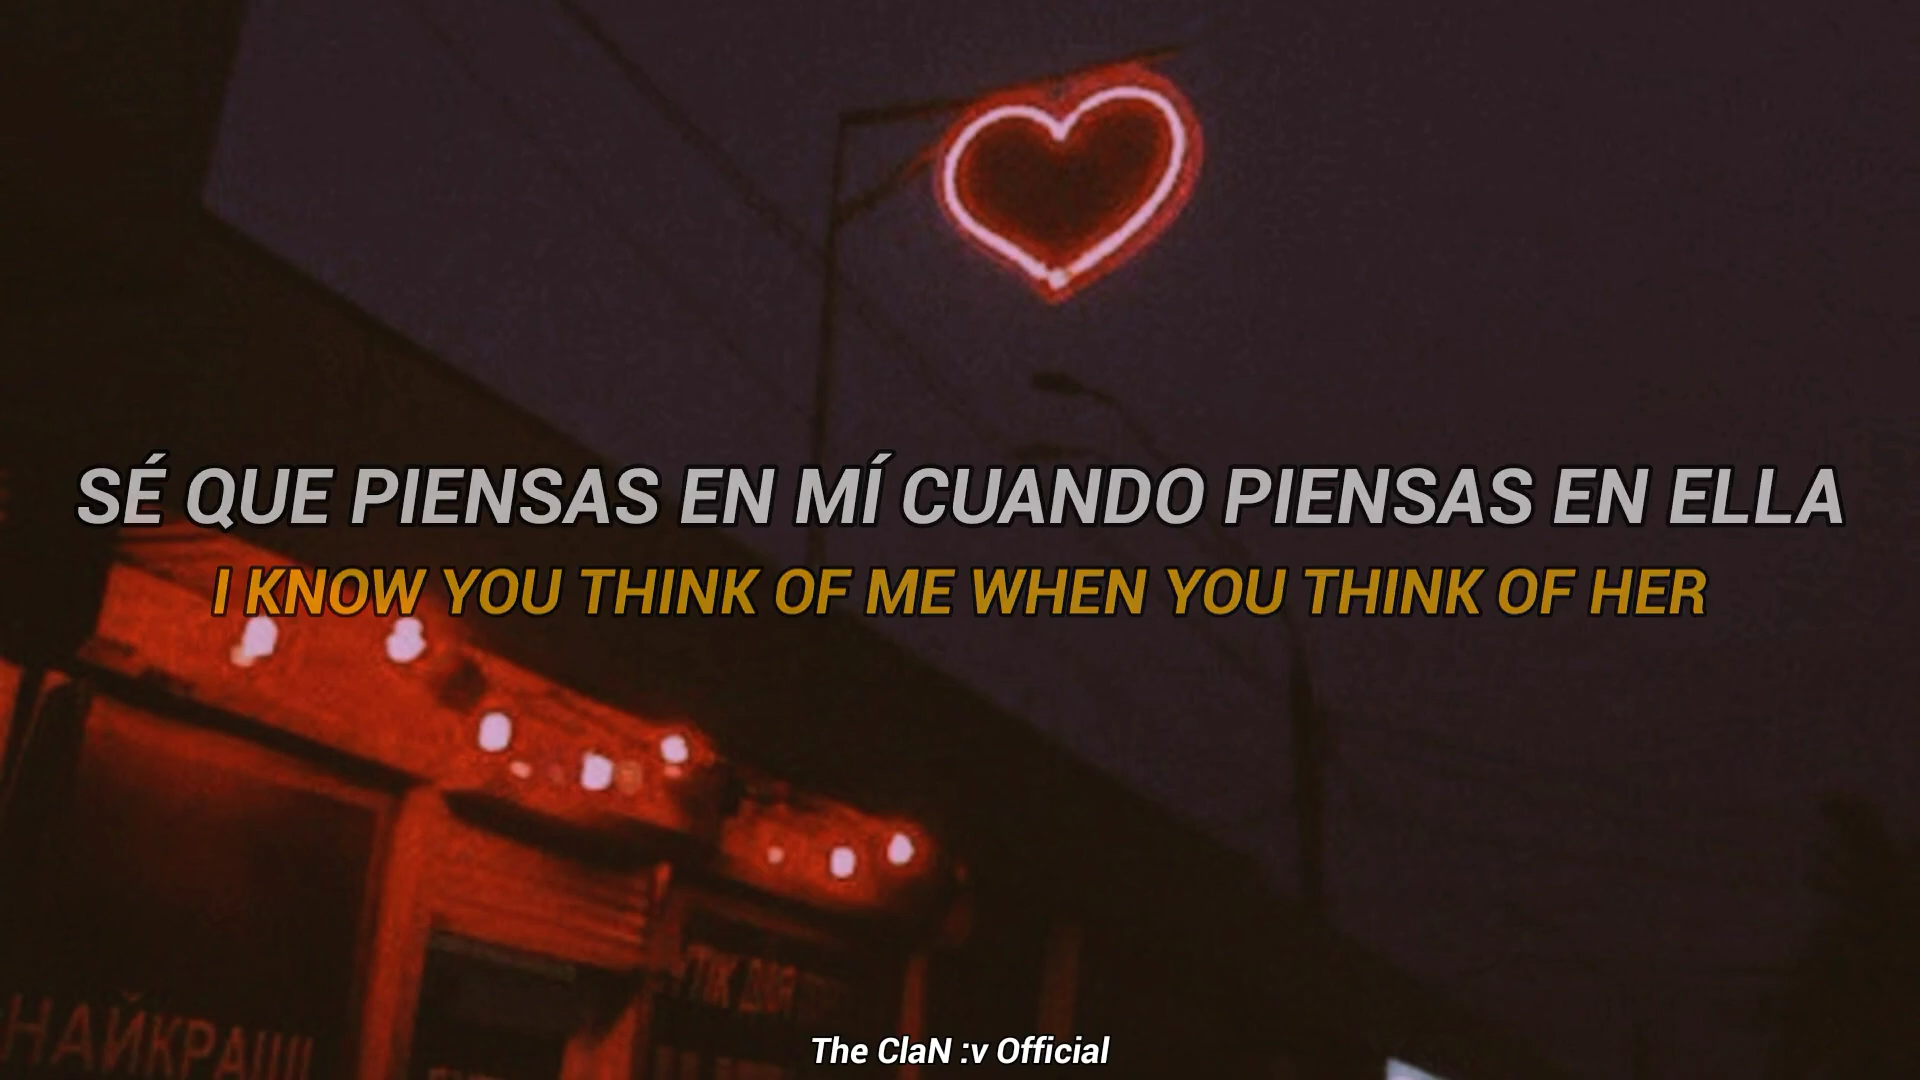 SÉ QUE PIENSAS EN MÍ CUANDO PIENSAS EN ELLA
I KNOW YOU THINK OF ME WHEN YOU THINK OF HER
НАЙКРАЩІ
The ClaN :v Official